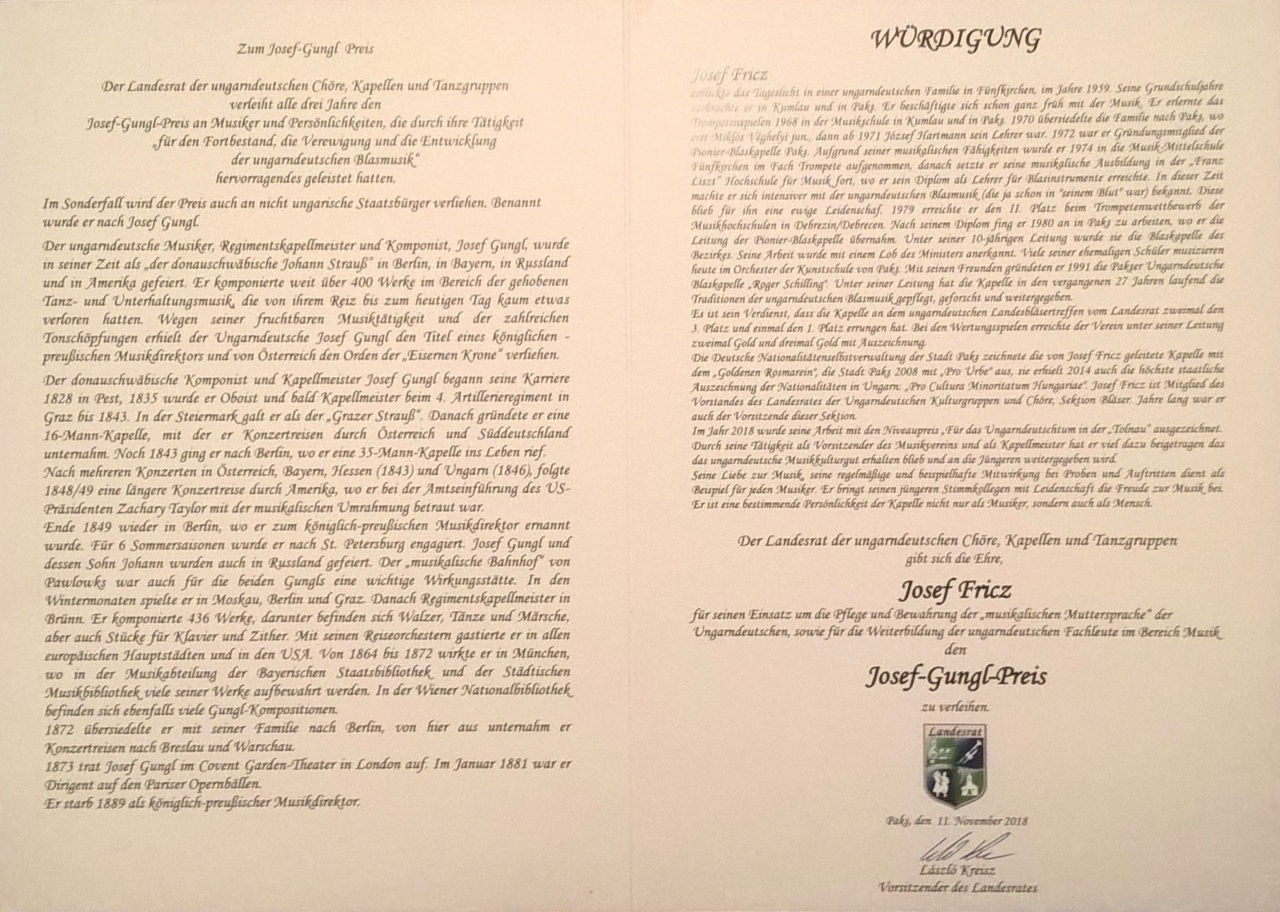 Zum Josef-Gungl Preis
Der Landesrat der ungarndeutschen Chöre, Kapellen und Tanzgruppen
verleiht alle drei Jahre den
Josef-Gungl-Preis an Musiker und Persönlichkeiten, die durch ihre Tätigkeit
„für den Fortbestand, die Verewigung und die Entwicklung
der ungarndeutschen Blasmusik“
hervorragendes geleistet hatten.
Im Sonderfall wird der Preis auch an nicht ungarische Staatsbürger verliehen. Benannt
wurde er nach Josef Gungl.
Der ungarndeutsche Musiker, Regimentskapellmeister und Komponist, Josef Gungl, wurde
in seiner Zeit als „der donauschwäbische Johann Strauß“ in Berlin, in Bayern, in Russland
und in Amerika gefeiert. Er komponierte weit über 400 Werke im Bereich der gehobenen
Tanz- und Unterhaltungsmusik, die von ihrem Reiz bis zum heutigen Tag kaum etwas
verloren hatten. Wegen seiner fruchtbaren Musiktätigkeit und der zahlreichen
Tonschöpfungen erhielt der Ungarndeutsche Josef Gungl den Titel eines königlichen -
preußischen Musikdirektors und von Österreich den Orden der „Eisernen Krone“ verliehen.
Der donauschwäbische Komponist und Kapellmeister Josef Gungl begann seine Karriere
1828 in Pest, 1835 wurde er Oboist und bald Kapellmeister beim 4. Artillerieregiment in
Graz bis 1843. In der Steiermark galt er als der „Grazer Strauß“. Danach gründete er eine
16-Mann-Kapelle, mit der er Konzertreisen durch Österreich und Süddeutschland
unternahm. Noch 1843 ging er nach Berlin, wo er eine 35-Mann-Kapelle ins Leben rief.
Nach mehreren Konzerten in Österreich, Bayern, Hessen (1843) und Ungarn (1846), folgte
1848/49 eine längere Konzertreise durch Amerika, wo er bei der Amtseinführung des US-
Präsidenten Zachary Taylor mit der musikalischen Umrahmung betraut war.
Ende 1849 wieder in Berlin, wo er zum königlich-preußischen Musikdirektor ernannt
wurde. Für 6 Sommersaisonen wurde er nach St. Petersburg engagiert. Josef Gungl und
dessen Sohn Johann wurden auch in Russland gefeiert. Der „musikalische Bahnhof“ von
Pawlowks war auch für die beiden Gungls eine wichtige Wirkungsstätte. In den
Wintermonaten spielte er in Moskau, Berlin und Graz. Danach Regimentskapellmeister in
Brünn. Er komponierte 436 Werke, darunter befinden sich Walzer, Tänze und Märsche,
aber auch Stücke für Klavier und Zither. Mit seinen Reiseorchestern gastierte er in allen
europäischen Hauptstädten und in den USA. Von 1864 bis 1872 wirkte er in München,
wo in der Musikabteilung der Bayerischen Staatsbibliothek und der Städtischen
Musikbibliothek viele seiner Werke aufbewahrt werden. In der Wiener Nationalbibliothek
befinden sich ebenfalls viele Gungl-Kompositionen.
1872 übersiedelte er mit seiner Familie nach Berlin, von hier aus unternahm er
Konzertreisen nach Breslau und Warschau.
1873 trat Josef Gungl im Covent Garden-Theater in London auf. Im Januar 1881 war er
Dirigent auf den Pariser Opernbällen.
Er starb 1889 als königlich-preußischer Musikdirektor.
WÜRDIGUNG
Josef Fricz
erblickte das Tageslicht in einer ungarndeutschen Familie in Fünfkirchen, im Jahre 1959. Seine Grundschuljahre
verbrachte er in Kumlau und in Paks. Er beschäftigte sich schon ganz früh mit der Musik. Er erlernte das
Trompetenspielen 1968 in der Musikschule in Kumlau und in Paks. 1970 übersiedelte die Familie nach Paks, wo
erst Miklós Véghelyi jun., dann ab 1971 József Hartmann sein Lehrer war. 1972 war er Gründungsmitglied der
Pionier-Blaskapelle Paks. Aufgrund seiner musikalischen Fähigkeiten wurde er 1974 in die Musik-Mittelschule
Fünfkirchen im Fach Trompete aufgenommen, danach setzte er seine musikalische Ausbildung in der „Franz
Liszt“ Hochschule für Musik fort, wo er sein Diplom als Lehrer für Blasinstrumente erreichte. In dieser Zeit
machte er sich intensiver mit der ungarndeutschen Blasmusik (die ja schon in "seinem Blut" war) bekannt. Diese
blieb für ihn eine ewige Leidenschaf. 1979 erreichte er den II. Platz beim Trompetenwettbewerb der
Musikhochschulen in Debrezin/Debrecen. Nach seinem Diplom fing er 1980 an in Paks zu arbeiten, wo er die
Leitung der Pionier-Blaskapelle übernahm. Unter seiner 10-jährigen Leitung wurde sie die Blaskapelle des
Bezirkes. Seine Arbeit wurde mit einem Lob des Ministers anerkannt. Viele seiner ehemaligen Schüler musizieren
heute im Orchester der Kunstschule von Paks. Mit seinen Freunden gründeten er 1991 die Pakser Ungarndeutsche
Blaskapelle „Roger Schilling“. Unter seiner Leitung hat die Kapelle in den vergangenen 27 Jahren laufend die
Traditionen der ungarndeutschen Blasmusik gepflegt, geforscht und weitergegeben.
Es ist sein Verdienst, dass die Kapelle an dem ungarndeutschen Landesbläsertreffen vom Landesrat zweimal den
3. Platz und einmal den 1. Platz errungen hat. Bei den Wertungsspielen erreichte der Verein unter seiner Leitung
zweimal Gold und dreimal Gold mit Auszeichnung.
Die Deutsche Nationalitätenselbstverwaltung der Stadt Paks zeichnete die von Josef Fricz geleitete Kapelle mit
dem „Goldenen Rosmarein“, die Stadt Paks 2008 mit „Pro Urbe“ aus, sie erhielt 2014 auch die höchste staatliche
Auszeichnung der Nationalitäten in Ungarn: „Pro Cultura Minoritatum Hungariae“. Josef Fricz ist Mitglied des
Vorstandes des Landesrates der Ungarndeutschen Kulturgruppen und Chöre, Sektion Bläser. Jahre lang war er
auch der Vorsitzende dieser Sektion.
Im Jahr 2018 wurde seine Arbeit mit den Niveaupreis „Für das Ungarndeutschtum in der „Tolnau“ ausgezeichnet.
Durch seine Tätigkeit als Vorsitzender des Musikvereins und als Kapellmeister hat er viel dazu beigetragen das
das ungarndeutsche Musikkulturgut erhalten blieb und an die Jüngeren weitergegeben wird.
Seine Liebe zur Musik, seine regelmäßige und beispielhafte Mitwirkung bei Proben und Auftritten dient als
Beispiel für jeden Musiker. Er bringt seinen jüngeren Stimmkollegen mit Leidenschaft die Freude zur Musik bei.
Er ist eine bestimmende Persönlichkeit der Kapelle nicht nur als Musiker, sondern auch als Mensch.
Der Landesrat der ungarndeutschen Chöre, Kapellen und Tanzgruppen
gibt sich die Ehre,
Josef Fricz
für seinen Einsatz um die Pflege und Bewahrung der „musikalischen Muttersprache“ der
Ungarndeutschen, sowie für die Weiterbildung der ungarndeutschen Fachleute im Bereich Musik
den
Josef-Gungl-Preis
zu verleihen.
Landesrat
Paks, den 11. November 2018
László Kreisz
Vorsitzender des Landesrates